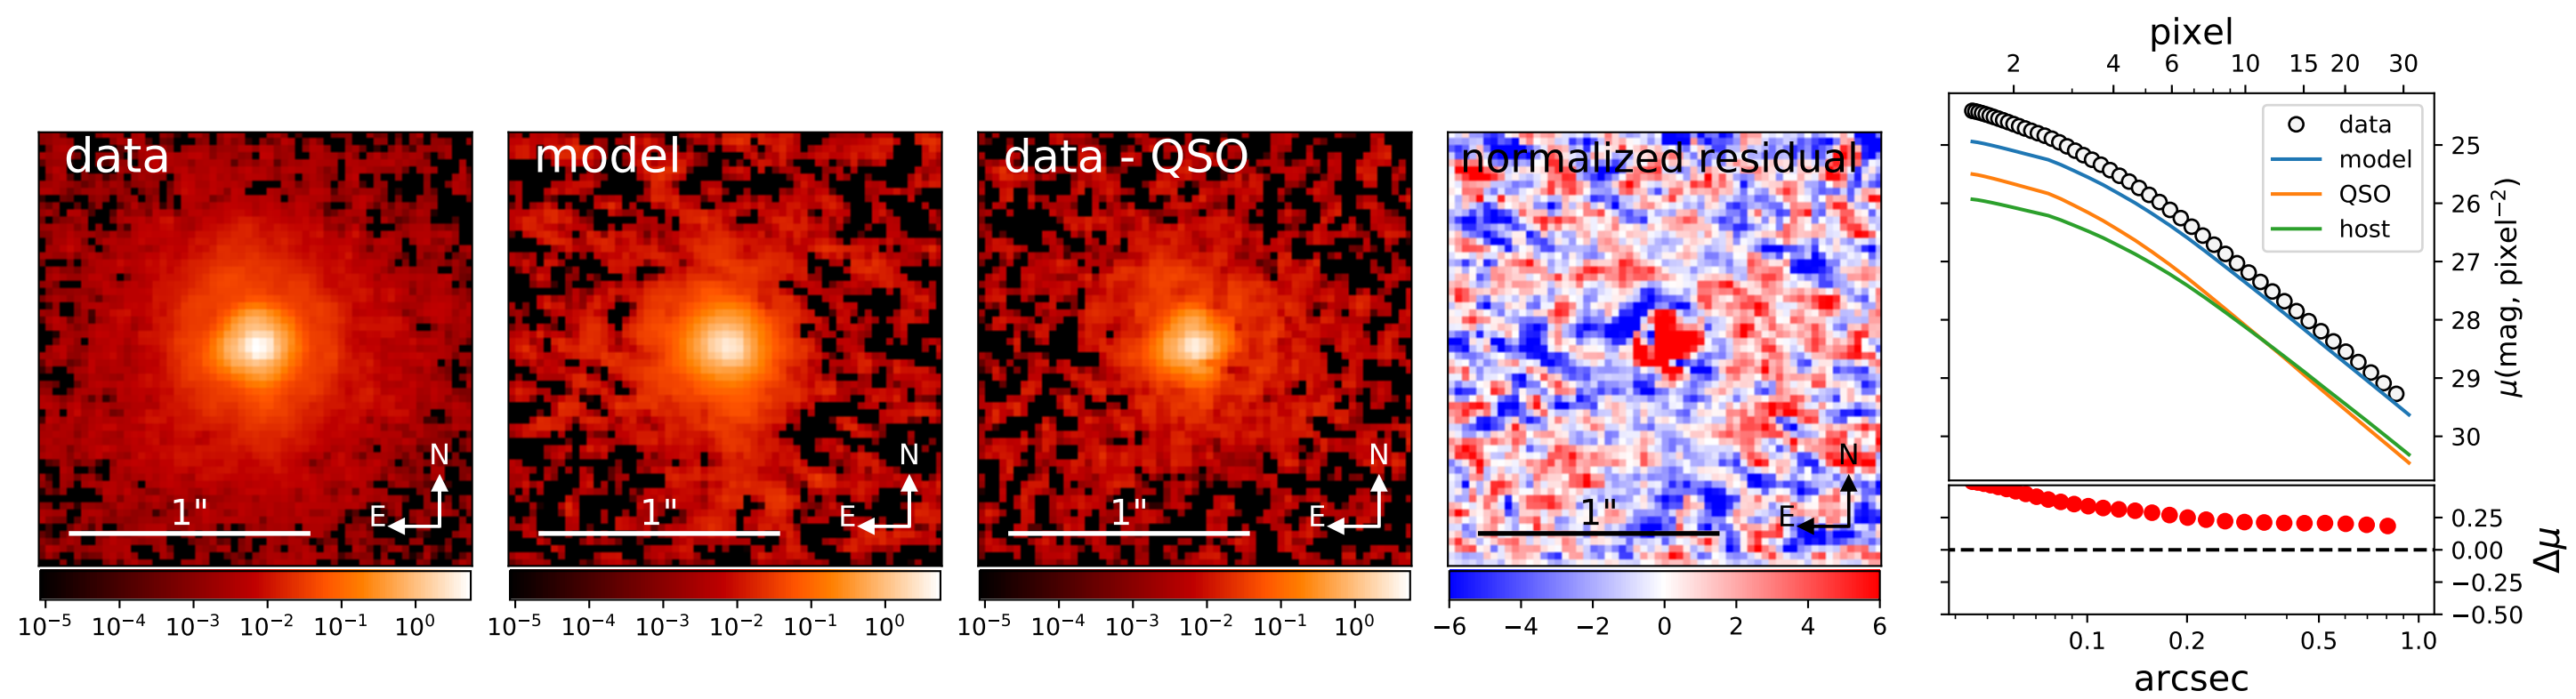 data
N
E
1"
10⁻⁵ 10⁻⁴ 10⁻³ 10⁻² 10⁻¹ 10⁰
model
N
E
1"
10⁻⁵ 10⁻⁴ 10⁻³ 10⁻² 10⁻¹ 10⁰
data - QSO
N
E
1"
10⁻⁵ 10⁻⁴ 10⁻³ 10⁻² 10⁻¹ 10⁰
normalized residual
N
E
1"
−6 −4 −2 0 2 4 6
pixel
2 4 6 10 15 20 30
data
model
QSO
host
25
26
27
28
29
30
μ(mag, pixel⁻²)
0.25
0.00
−0.25
−0.50
Δμ
0.1 0.2 0.5 1.0
arcsec